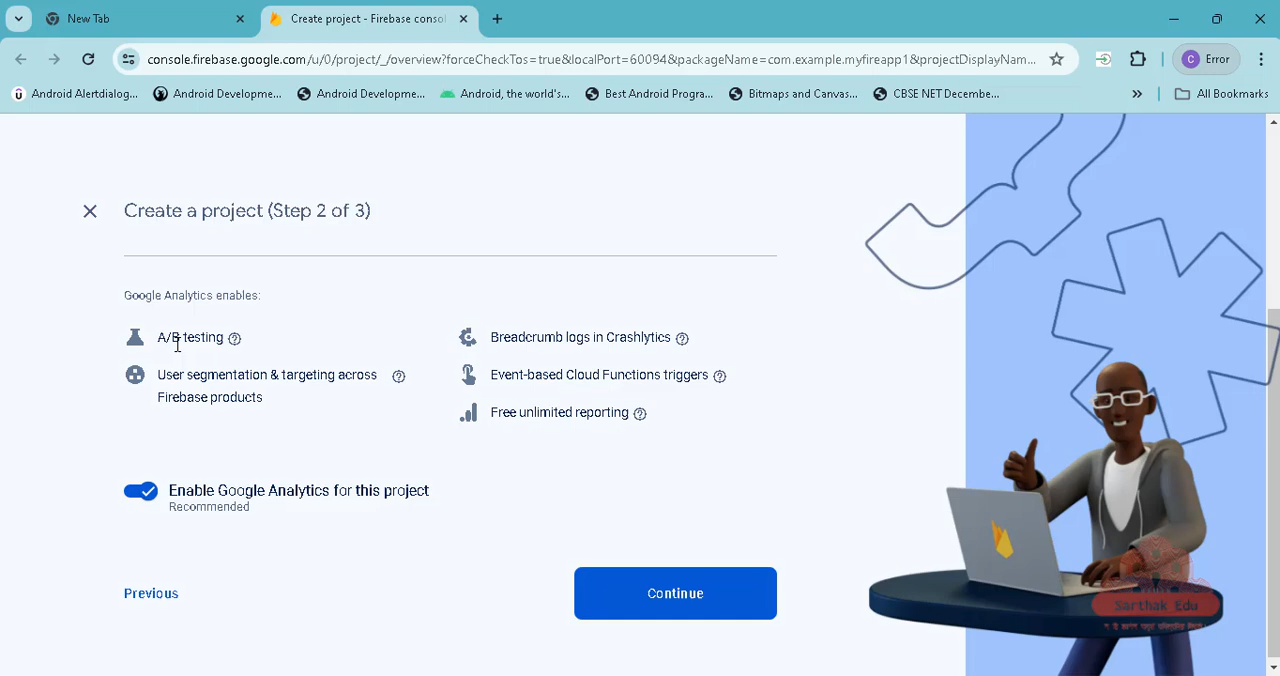 New Tab
Create project - Firebase conso
Error
console.firebase.google.com/u/0/project/_/overview?forceCheckTos=true&localPort=60094&packageName=com.example.myfireapp1&projectDisplayNam...
Android Alertdialog...
Android Developme...
Android Developme...
Android, the world's...
Best Android Progra...
Bitmaps and Canvas...
CBSE NET Decembe...
All Bookmarks
Create a project (Step 2 of 3)
Google Analytics enables:
A/B testing
Breadcrumb logs in Crashlytics
User segmentation & targeting across
Firebase products
Event-based Cloud Functions triggers
Free unlimited reporting
Enable Google Analytics for this project
Recommended
Previous
Continue
Sarthak Edu